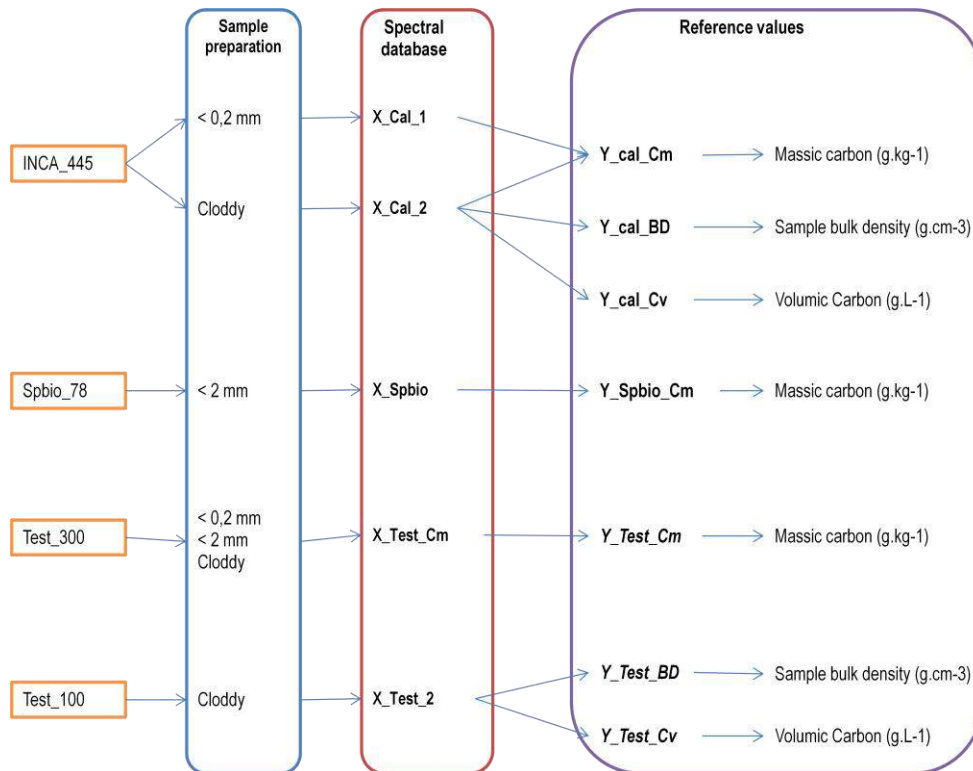 Sample
preparation
Spectral
database
Reference values
< 0,2 mm
X_Cal_1
INCA_445
Y_cal_Cm
Massic carbon (g.kg-1)
Cloddy
X_Cal_2
Y_cal_BD
Sample bulk density (g.cm-3)
Y_cal_Cv
Volumic Carbon (g.L-1)
Spbio_78
< 2 mm
X_Spbio
Y_Spbio_Cm
Massic carbon (g.kg-1)
Test_300
< 0,2 mm
< 2 mm
Cloddy
X_Test_Cm
Y_Test_Cm
Massic carbon (g.kg-1)
Test_100
Cloddy
X_Test_2
Y_Test_BD
Sample bulk density (g.cm-3)
Y_Test_Cv
Volumic Carbon (g.L-1)